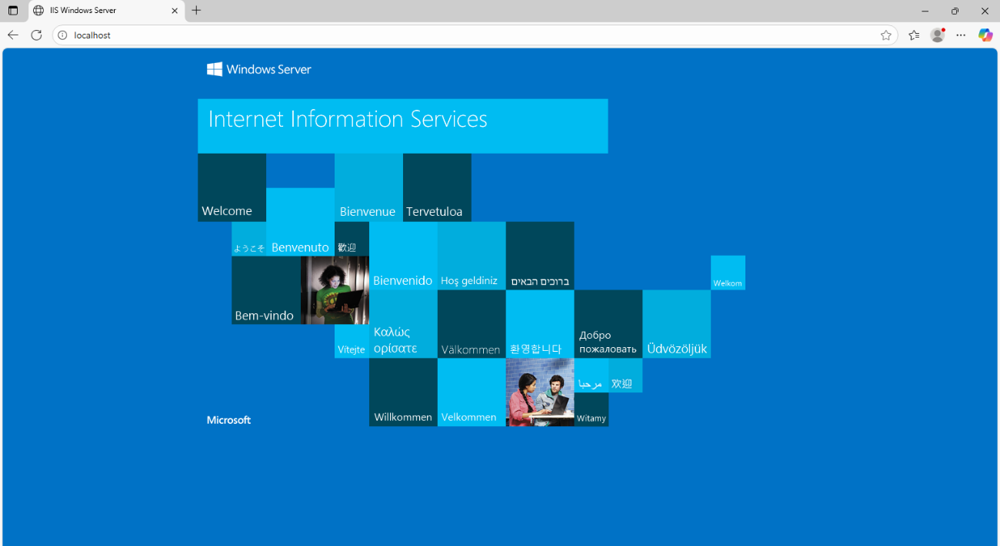 IIS Windows Server
localhost
Windows Server
Internet Information Services
Welcome
Bienvenue
Tervetuloa
ようこそ
Benvenuto
歡迎
Bienvenido
Hoş geldiniz
ברוכים הבאים
Welkom
Bem-vindo
Vítejte
Καλώς
ορίσατε
Välkommen
환영합니다
Добро
пожаловать
Üdvözöljük
مرحبا
欢迎
Willkommen
Velkommen
Witamy
Microsoft